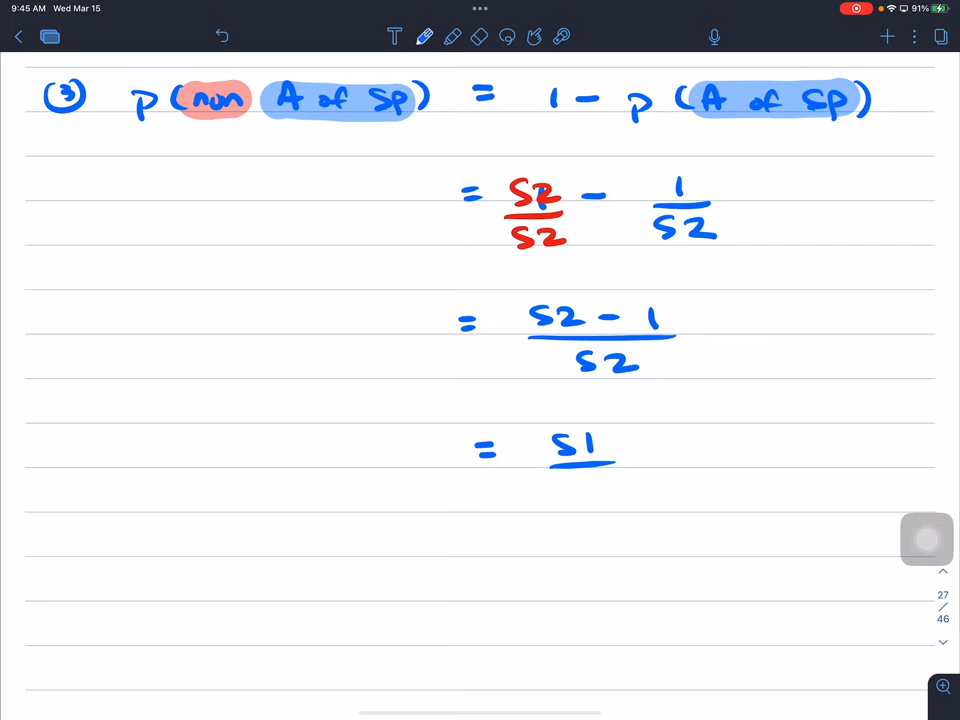 9:45 AM Wed Mar 15 91%
(3) P (non A of Sp) = 1 - P (A of Sp)
= 52/52 - 1/52
= 52 - 1/52
= 51
27
/
46